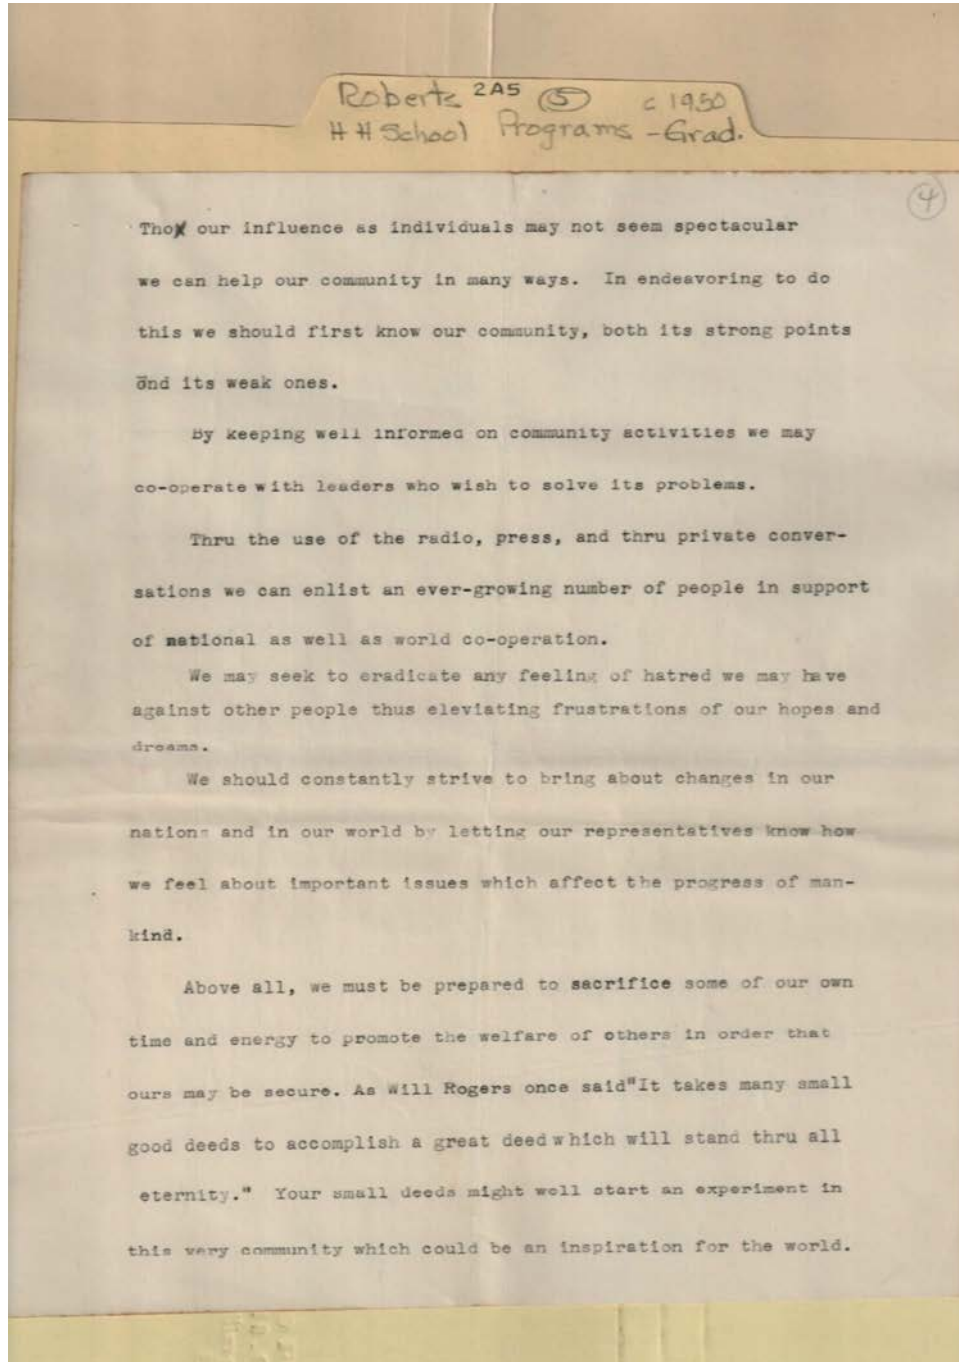 Roberts 2A5 (5) c 1950
H H School Programs - Grad.
4
Tho our influence as individuals may not seem spectacular
we can help our community in many ways. In endeavoring to do
this we should first know our community, both its strong points
and its weak ones.
By keeping well informed on community activities we may
co-operate with leaders who wish to solve its problems.
Thru the use of the radio, press, and thru private conver-
sations we can enlist an ever-growing number of people in support
of national as well as world co-operation.
We may seek to eradicate any feeling of hatred we may have
against other people thus eleviating frustrations of our hopes and
dreams.
We should constantly strive to bring about changes in our
nations and in our world by letting our representatives know how
we feel about important issues which affect the progress of man-
kind.
Above all, we must be prepared to sacrifice some of our own
time and energy to promote the welfare of others in order that
ours may be secure. As Will Rogers once said"It takes many small
good deeds to accomplish a great deed which will stand thru all
eternity." Your small deeds might well start an experiment in
this very community which could be an inspiration for the world.